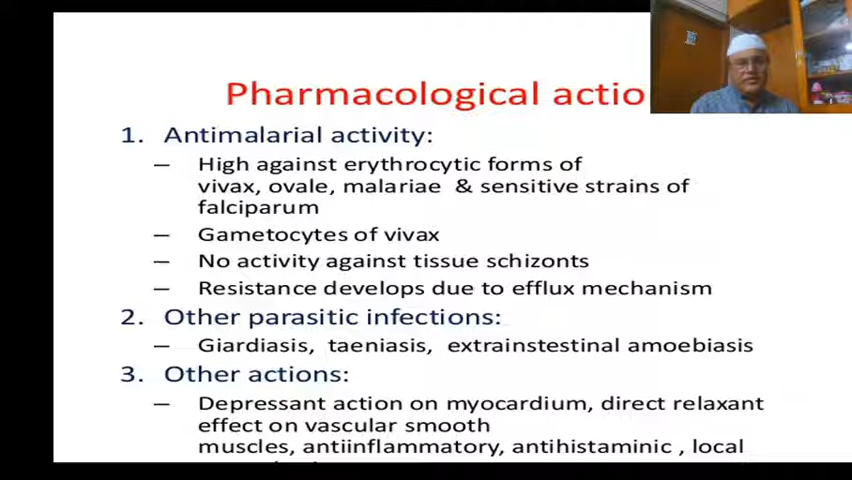 Pharmacological actio
1. Antimalarial activity:
– High against erythrocytic forms of
vivax, ovale, malariae & sensitive strains of
falciparum
– Gametocytes of vivax
– No activity against tissue schizonts
– Resistance develops due to efflux mechanism
2. Other parasitic infections:
– Giardiasis, taeniasis, extrainstestinal amoebiasis
3. Other actions:
– Depressant action on myocardium, direct relaxant
effect on vascular smooth
muscles, antiinflammatory, antihistaminic , local